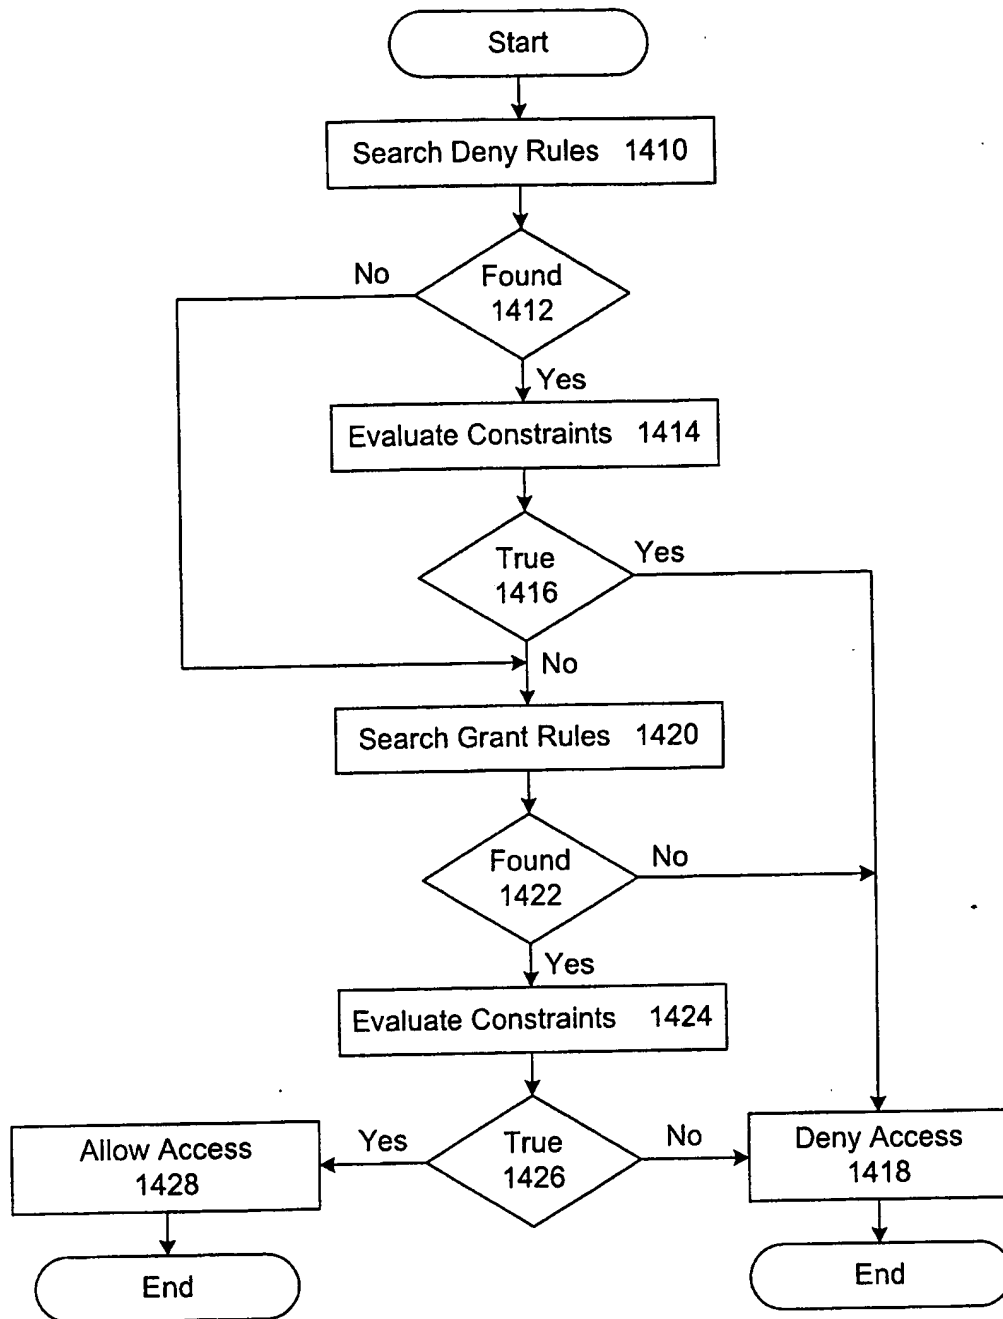 Start
Search Deny Rules 1410
No
Found
1412
Yes
Evaluate Constraints 1414
True
1416
Yes
No
Search Grant Rules 1420
Found
1422
No
Yes
Evaluate Constraints 1424
Allow Access
1428
Yes
True
1426
No
Deny Access
1418
End
End